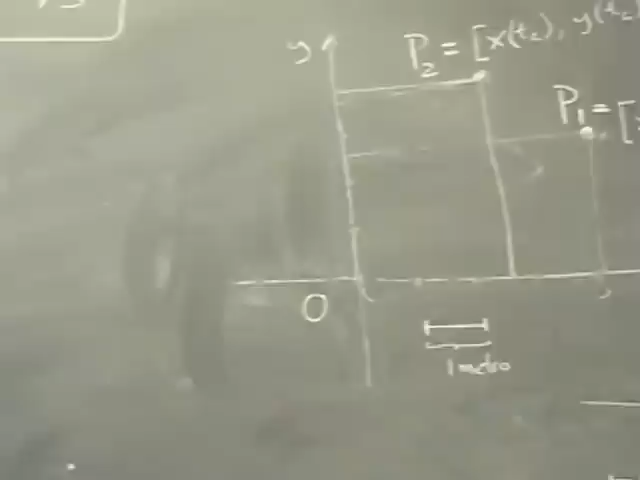 y
P₂ = [x(t₂), y(t₂)
P₁ = [
O
1 metro